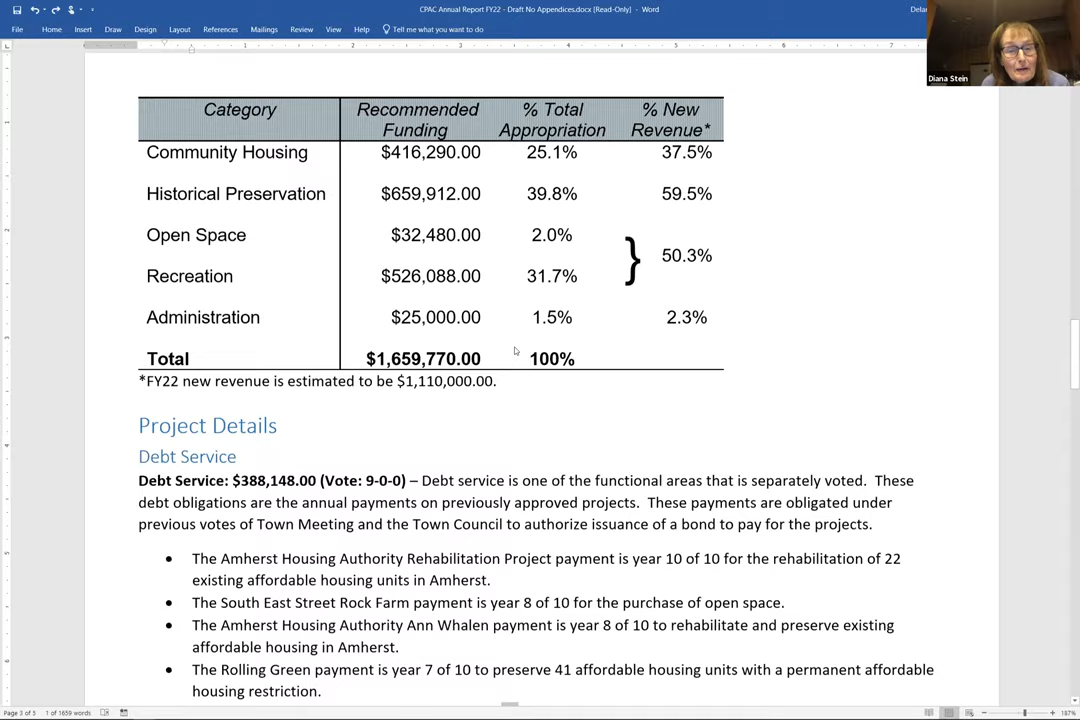 CPAC Annual Report FY22 - Draft No Appendices.docx [Read-Only] - Word
Delan
File Home Insert Draw Design Layout References Mailings Review View Help Tell me what you want to do
Diana Stein
Category Recommended Funding % Total Appropriation % New Revenue*
Community Housing $416,290.00 25.1% 37.5%
Historical Preservation $659,912.00 39.8% 59.5%
Open Space $32,480.00 2.0%
} 50.3%
Recreation $526,088.00 31.7%
Administration $25,000.00 1.5% 2.3%
Total $1,659,770.00 100%
*FY22 new revenue is estimated to be $1,110,000.00.
Project Details
Debt Service
Debt Service: $388,148.00 (Vote: 9-0-0) – Debt service is one of the functional areas that is separately voted. These
debt obligations are the annual payments on previously approved projects. These payments are obligated under
previous votes of Town Meeting and the Town Council to authorize issuance of a bond to pay for the projects.
• The Amherst Housing Authority Rehabilitation Project payment is year 10 of 10 for the rehabilitation of 22
existing affordable housing units in Amherst.
• The South East Street Rock Farm payment is year 8 of 10 for the purchase of open space.
• The Amherst Housing Authority Ann Whalen payment is year 8 of 10 to rehabilitate and preserve existing
affordable housing in Amherst.
• The Rolling Green payment is year 7 of 10 to preserve 41 affordable housing units with a permanent affordable
housing restriction.
Page 3 of 5 1 of 1659 words 187%